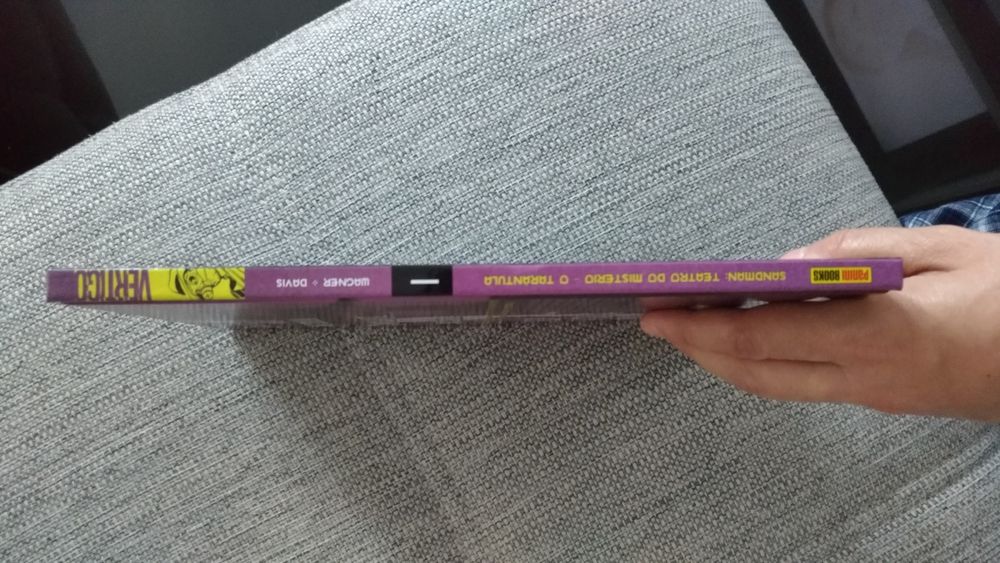 PANINI BOOKS
SANDMAN: TEATRO DO MISTÉRIO - O TARÂNTULA
1
WAGNER ÷ DAVIS
VERTIGO